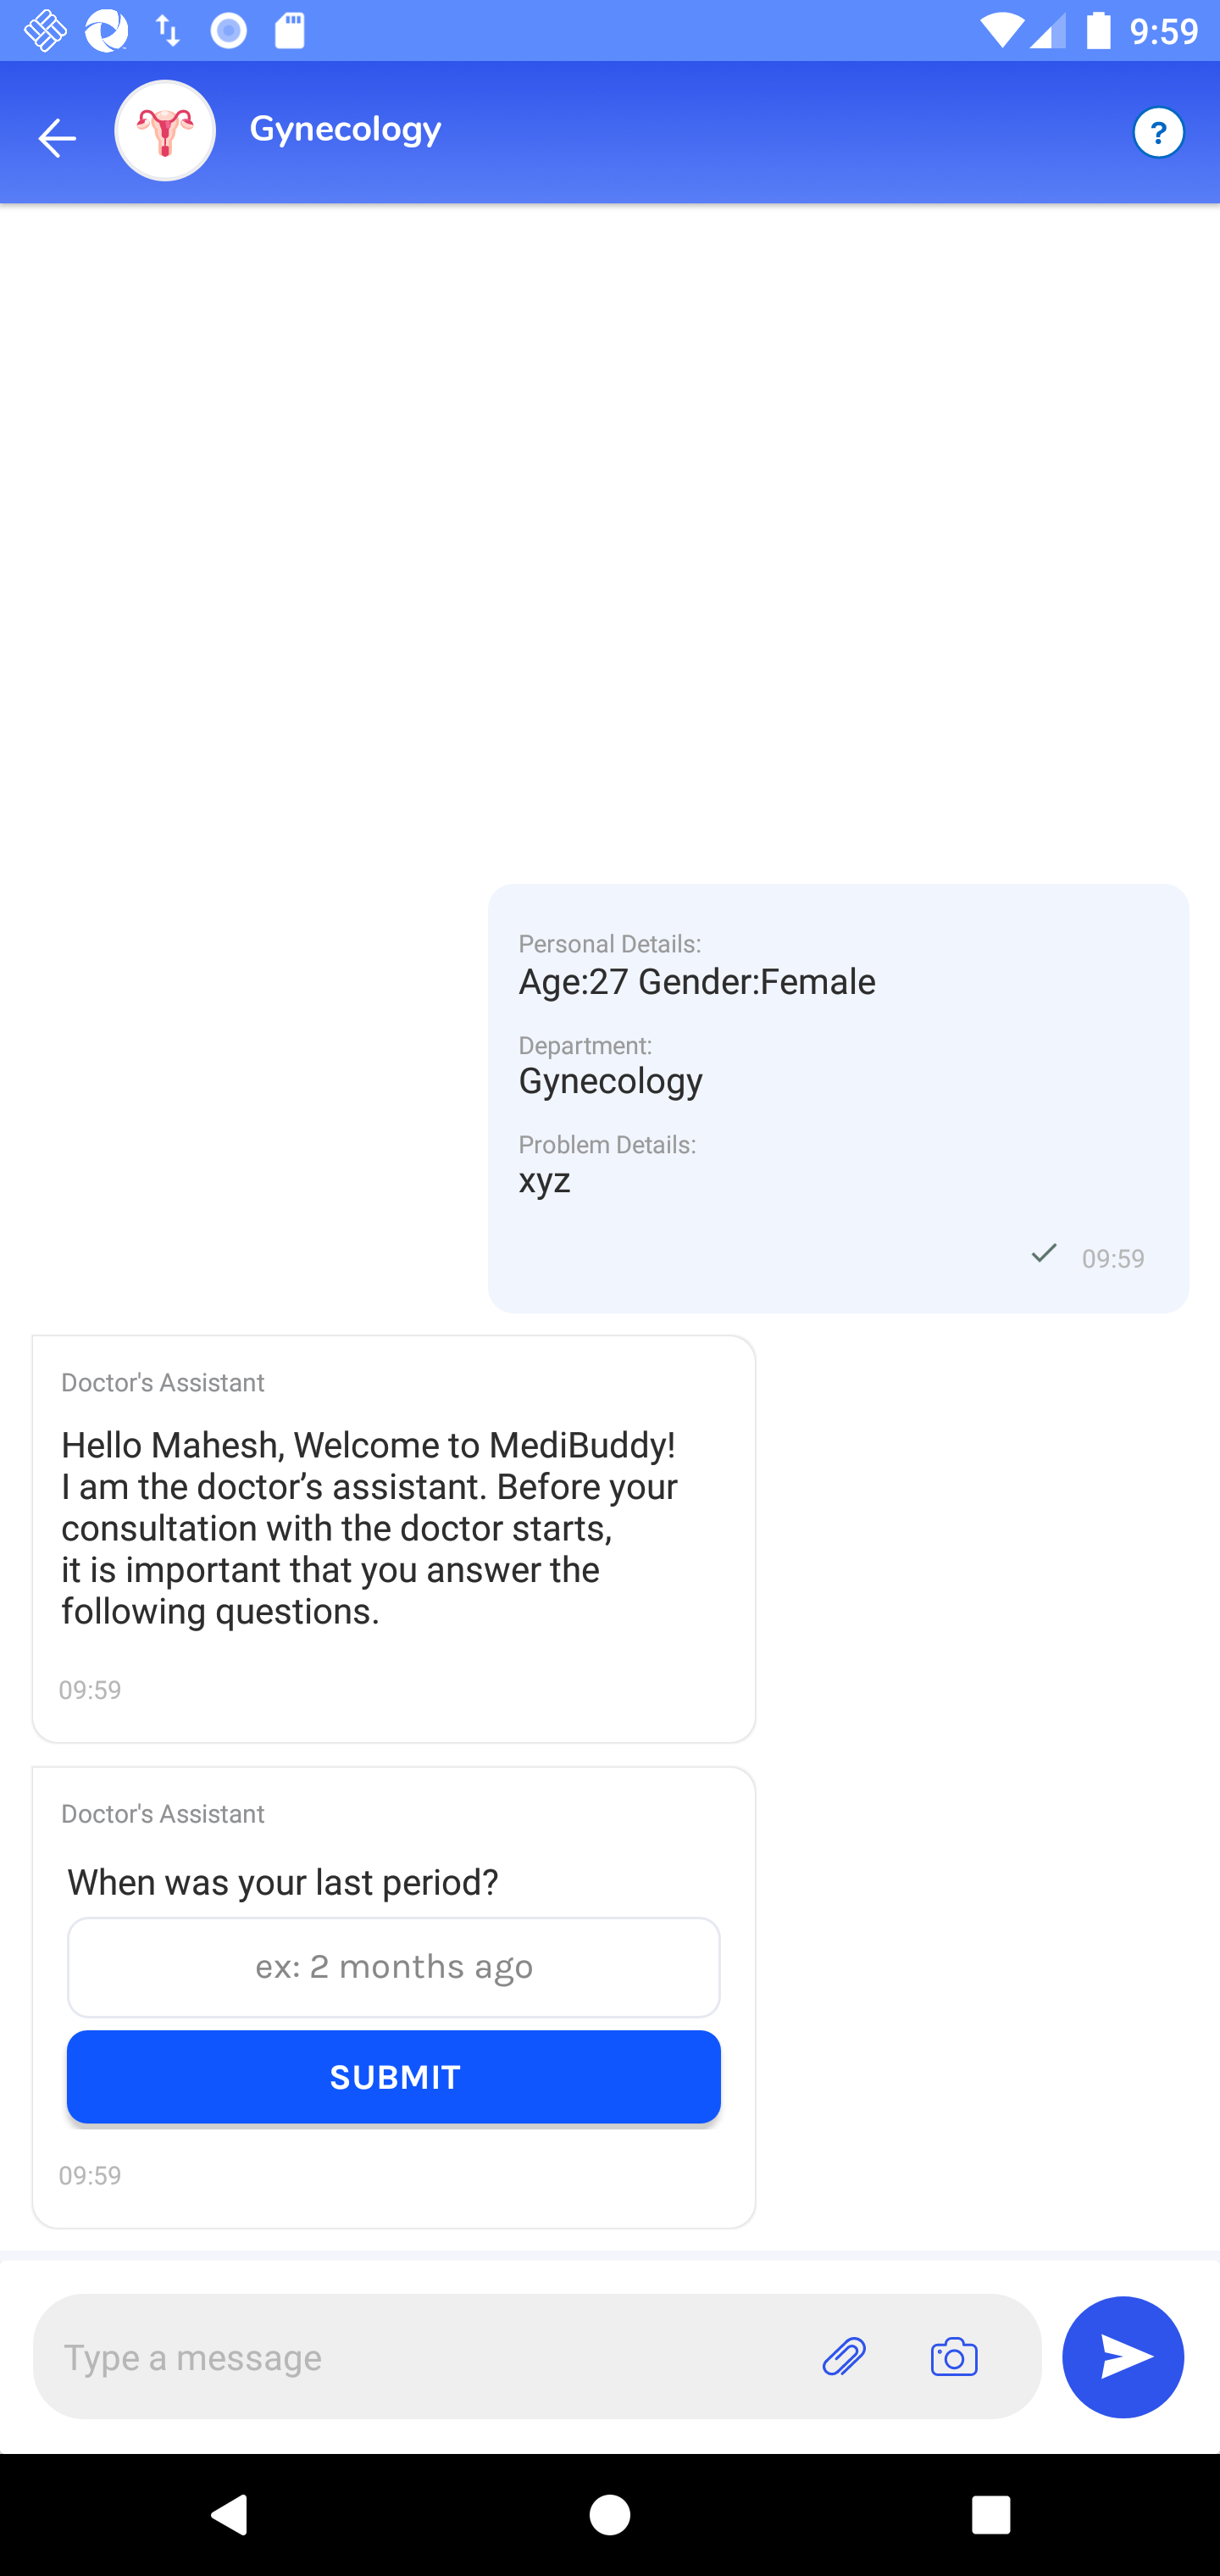 9:59
Gynecology
?
Personal Details:
Age:27 Gender:Female
Department:
Gynecology
Problem Details:
xyz
09:59
Doctor's Assistant
Hello Mahesh, Welcome to MediBuddy!
I am the doctor’s assistant. Before your
consultation with the doctor starts,
it is important that you answer the
following questions.
09:59
Doctor's Assistant
When was your last period?
ex: 2 months ago
SUBMIT
09:59
Type a message